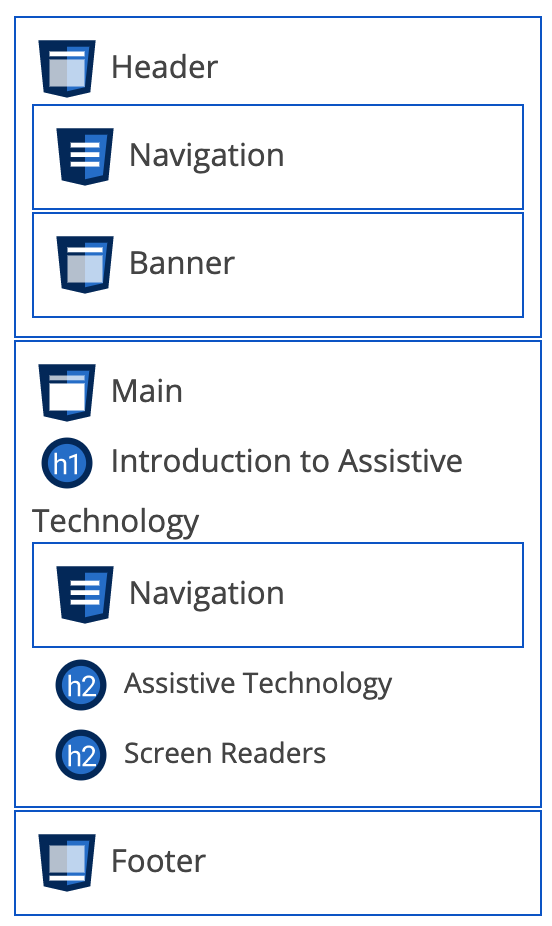 Header
Navigation
Banner
Main
h1 Introduction to Assistive
Technology
Navigation
h2 Assistive Technology
h2 Screen Readers
Footer